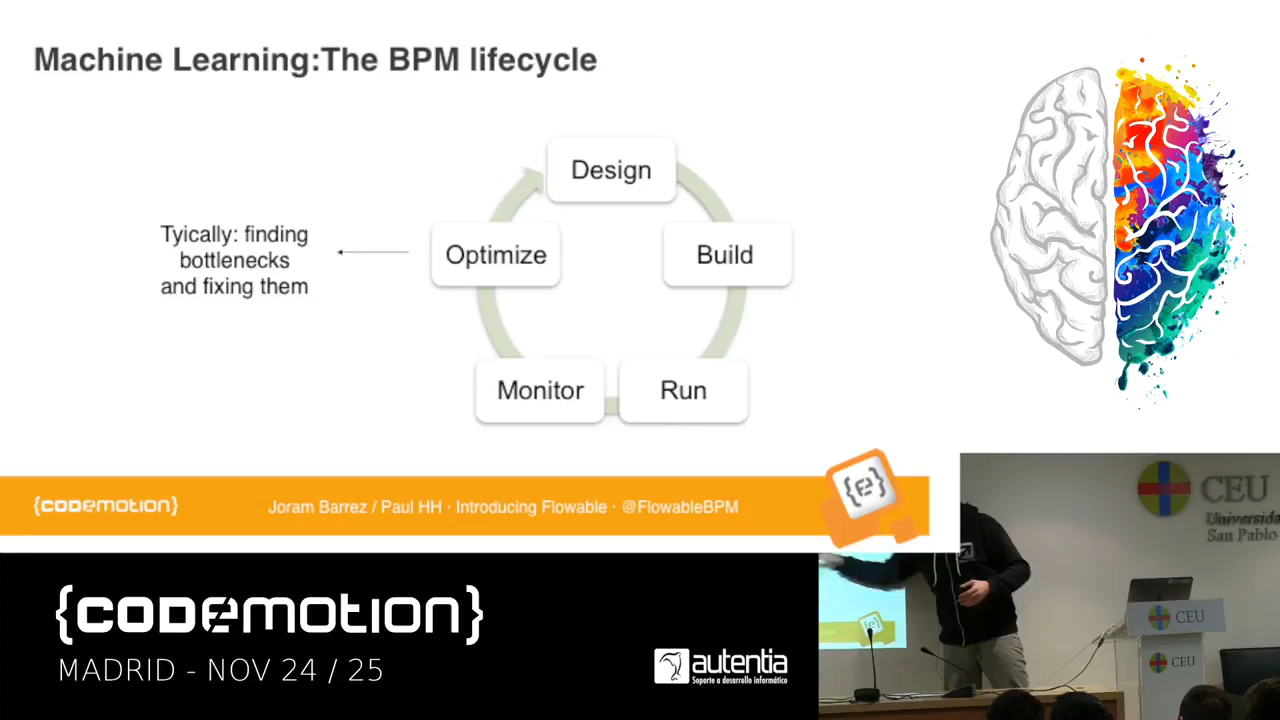 Machine Learning:The BPM lifecycle
Design
Tyically: finding
bottlenecks
and fixing them
Optimize
Build
Monitor
Run
{codemotion}
Joram Barrez / Paul HH · Introducing Flowable · @FlowableBPM
{e}
CEU
Universida
San Pablo
{codemotion}
MADRID - NOV 24 / 25
autentia
Soporte a desarrollo informático
{e}
CEU
CEU